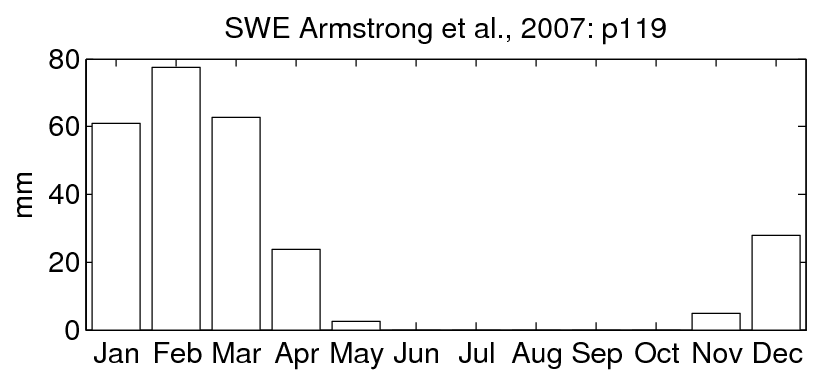 SWE Armstrong et al., 2007: p119
80
60
40
20
0
mm
Jan Feb Mar Apr May Jun Jul Aug Sep Oct Nov Dec